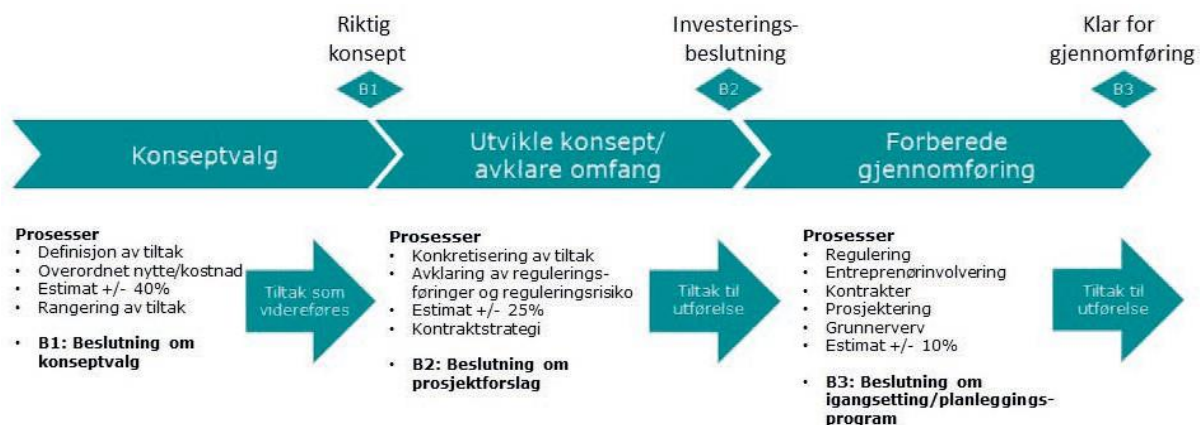 Riktig
konsept
B1
Investerings-
beslutning
B2
Klar for
gjennomføring
B3
Konseptvalg
Utvikle konsept/
avklare omfang
Forberede
gjennomføring
Prosesser
• Definisjon av tiltak
• Overordnet nytte/kostnad
• Estimat +/- 40%
• Rangering av tiltak
• B1: Beslutning om
konseptvalg
Tiltak som
videreføres
Prosesser
• Konkretisering av tiltak
• Avklaring av regulerings-
føringer og reguleringsrisiko
• Estimat +/- 25%
• Kontraktstrategi
• B2: Beslutning om
prosjektforslag
Tiltak til
utførelse
Prosesser
• Regulering
• Entreprenørinvolvering
• Kontrakter
• Prosjektering
• Grunnerverv
• Estimat +/- 10%
• B3: Beslutning om
igangsetting/planleggings-
program
Tiltak til
utførelse